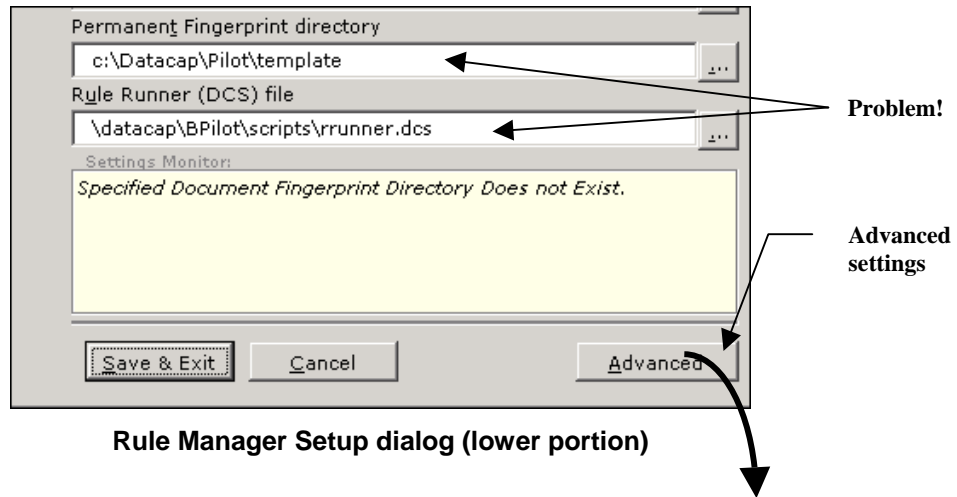 Permanent Fingerprint directory
c:\Datacap\Pilot\template
...
Rule Runner (DCS) file
\datacap\BPilot\scripts\rrunner.dcs
...
Problem!
Settings Monitor:
Specified Document Fingerprint Directory Does not Exist.
Advanced
settings
Save & Exit
Cancel
Advanced
Rule Manager Setup dialog (lower portion)